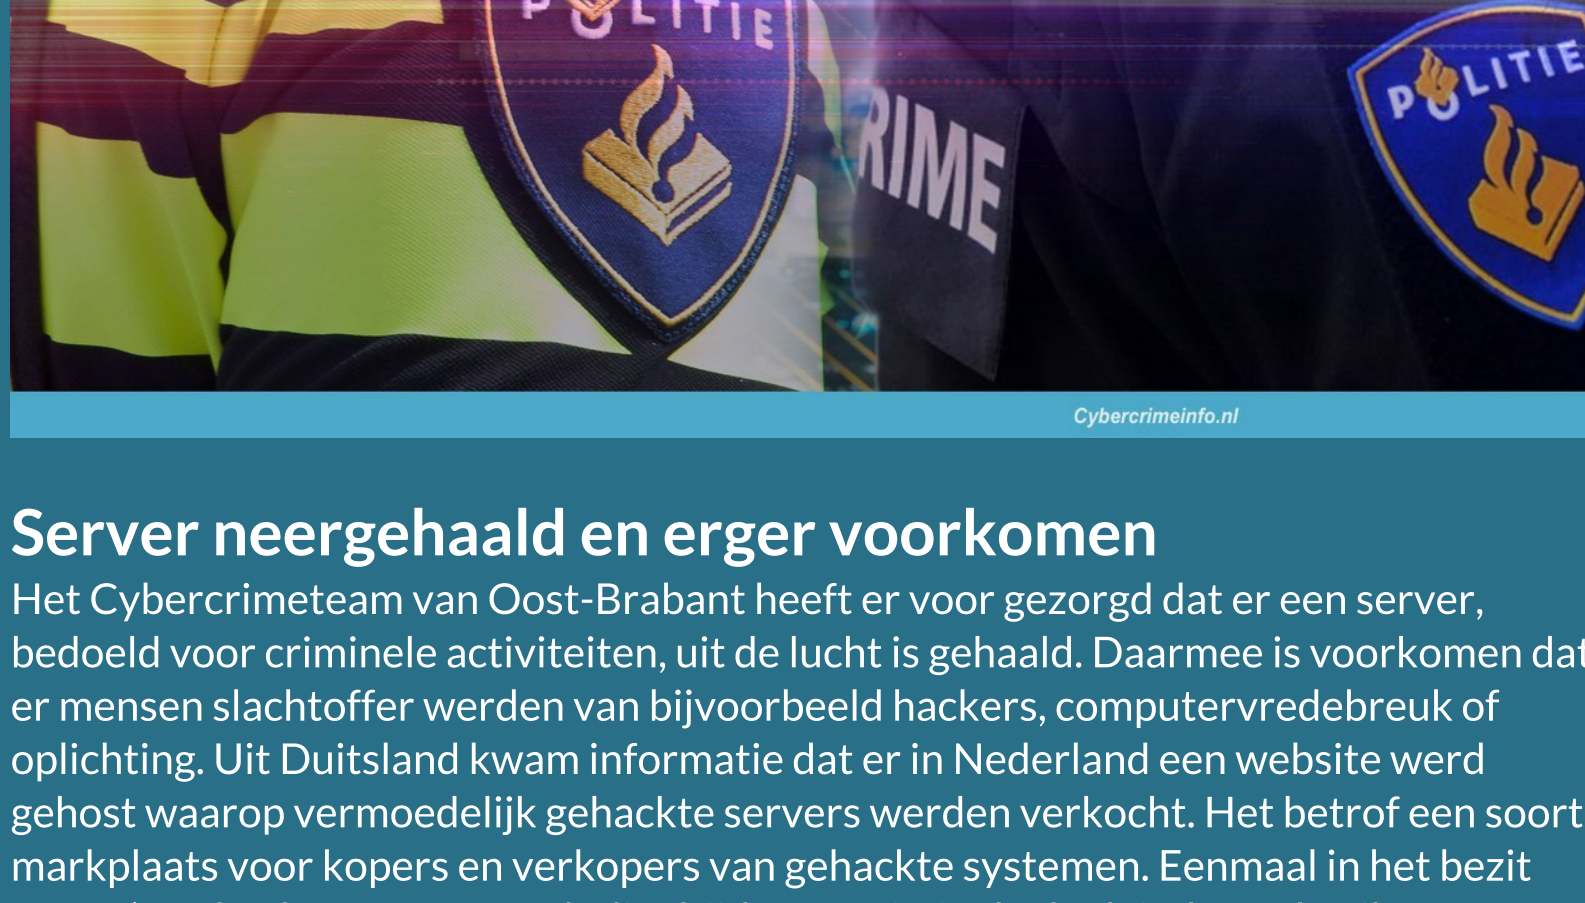 POLITIE
RIME
POLITIE
Cybercrimeinfo.nl
Server neergehaald en erger voorkomen
Het Cybercrimeteam van Oost-Brabant heeft er voor gezorgd dat er een server,
bedoeld voor criminele activiteiten, uit de lucht is gehaald. Daarmee is voorkomen dat
er mensen slachtoffer werden van bijvoorbeeld hackers, computervredebreuk of
oplichting. Uit Duitsland kwam informatie dat er in Nederland een website werd
gehost waarop vermoedelijk gehackte servers werden verkocht. Het betrof een soort
markplaats voor kopers en verkopers van gehackte systemen. Eenmaal in het bezit